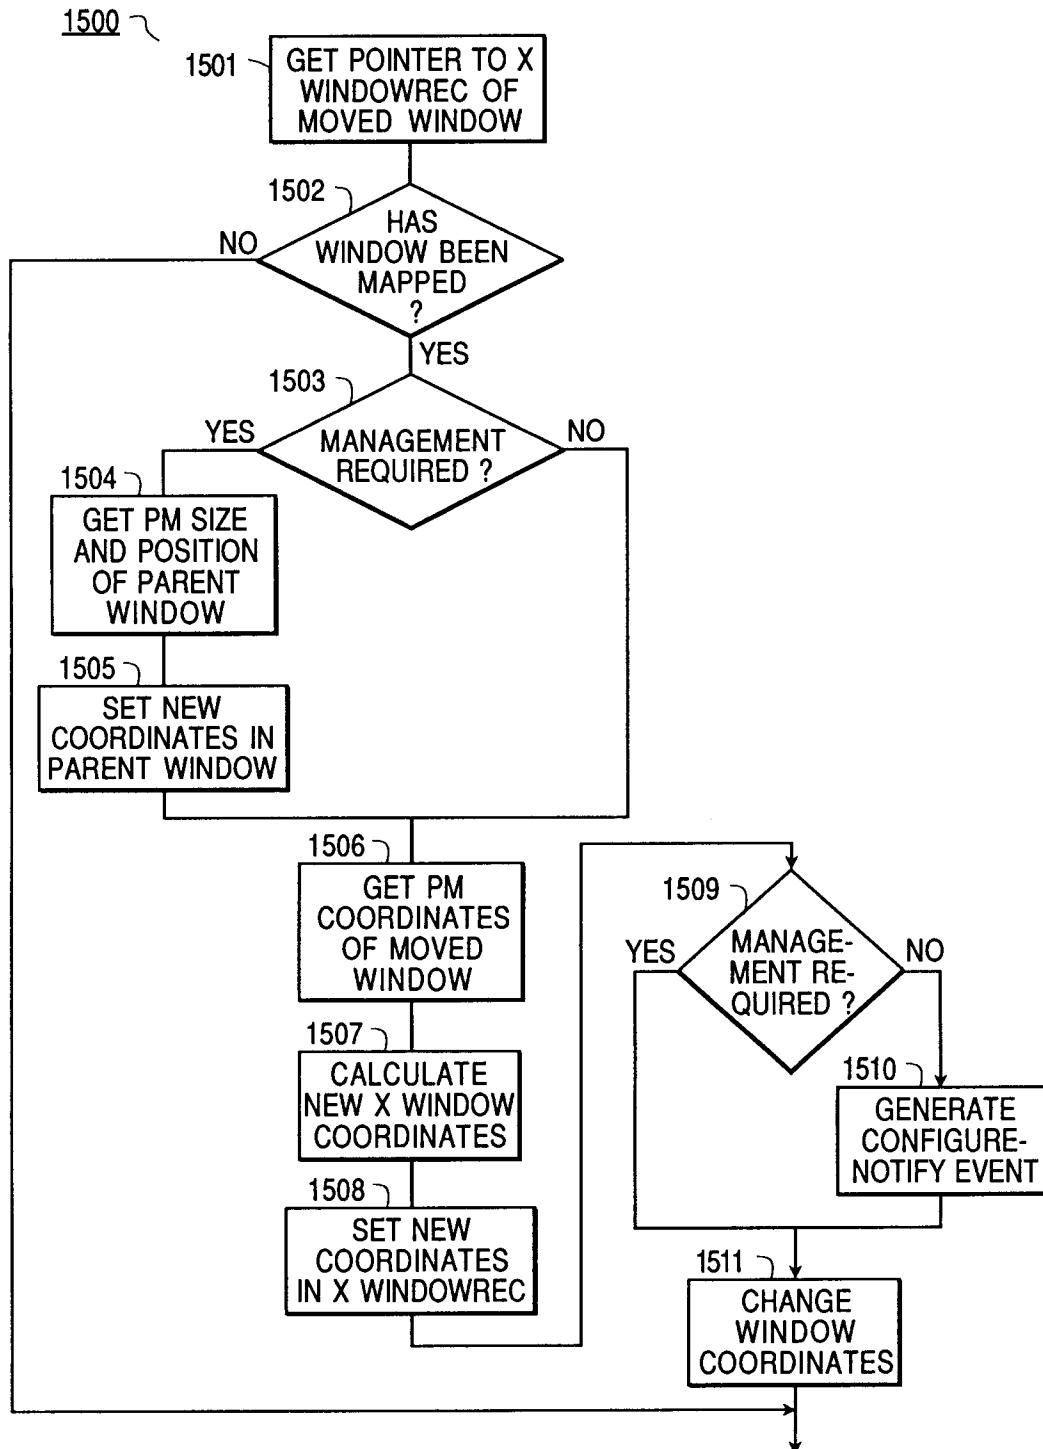 1500
1501
GET POINTER TO X
WINDOWREC OF
MOVED WINDOW
1502
HAS
WINDOW BEEN
MAPPED
?
NO
YES
1503
MANAGEMENT
REQUIRED ?
YES
NO
1504
GET PM SIZE
AND POSITION
OF PARENT
WINDOW
1505
SET NEW
COORDINATES IN
PARENT WINDOW
1506
GET PM
COORDINATES
OF MOVED
WINDOW
1507
CALCULATE
NEW X WINDOW
COORDINATES
1508
SET NEW
COORDINATES
IN X WINDOWREC
1509
MANAGE-
MENT RE-
QUIRED ?
YES
NO
1510
GENERATE
CONFIGURE-
NOTIFY EVENT
1511
CHANGE
WINDOW
COORDINATES